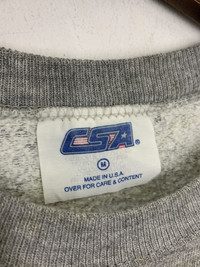 CSA®
M
MADE IN U.S.A.
OVER FOR CARE & CONTENT